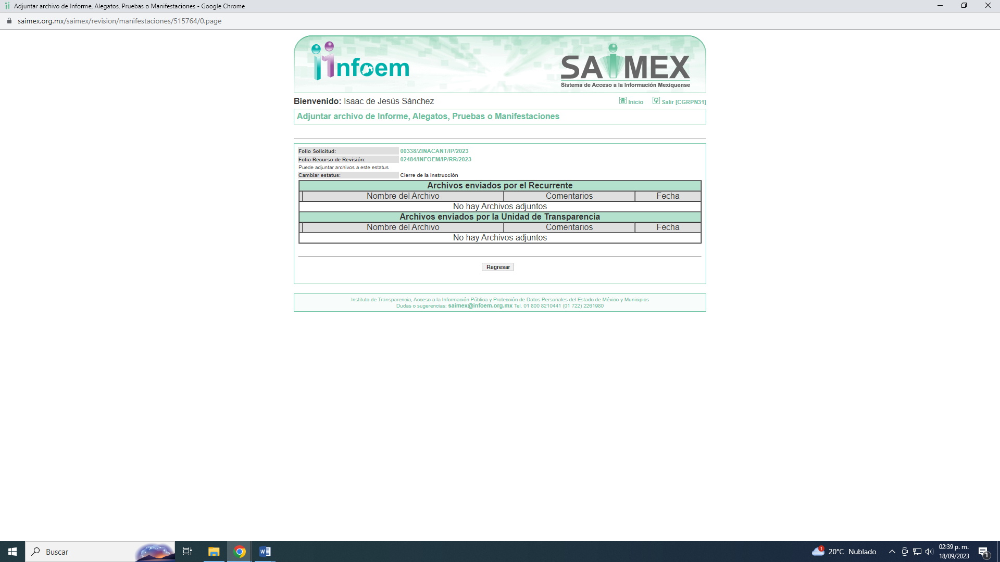 Adjuntar archivo de Informe, Alegatos, Pruebas o Manifestaciones - Google Chrome
saimex.org.mx/saimex/revision/manifestaciones/515764/0.page
infoem
SAIMEX
Sistema de Acceso a la Información Mexiquense
Bienvenido: Isaac de Jesús Sánchez
Inicio Salir [CGRPN31]
Adjuntar archivo de Informe, Alegatos, Pruebas o Manifestaciones
Folio Solicitud: 00338/ZINACANT/IP/2023
Folio Recurso de Revisión: 02484/INFOEM/IP/RR/2023
Puede adjuntar archivos a este estatus
Cambiar estatus: Cierre de la instrucción
Archivos enviados por el Recurrente
Nombre del Archivo Comentarios Fecha
No hay Archivos adjuntos
Archivos enviados por la Unidad de Transparencia
Nombre del Archivo Comentarios Fecha
No hay Archivos adjuntos
Regresar
Instituto de Transparencia, Acceso a la Información Pública y Protección de Datos Personales del Estado de México y Municipios
Dudas o sugerencias: saimex@infoem.org.mx Tel. 01 800 8210441 (01 722) 2261980
Buscar
1
20°C Nublado
02:39 p. m.
18/09/2023
1